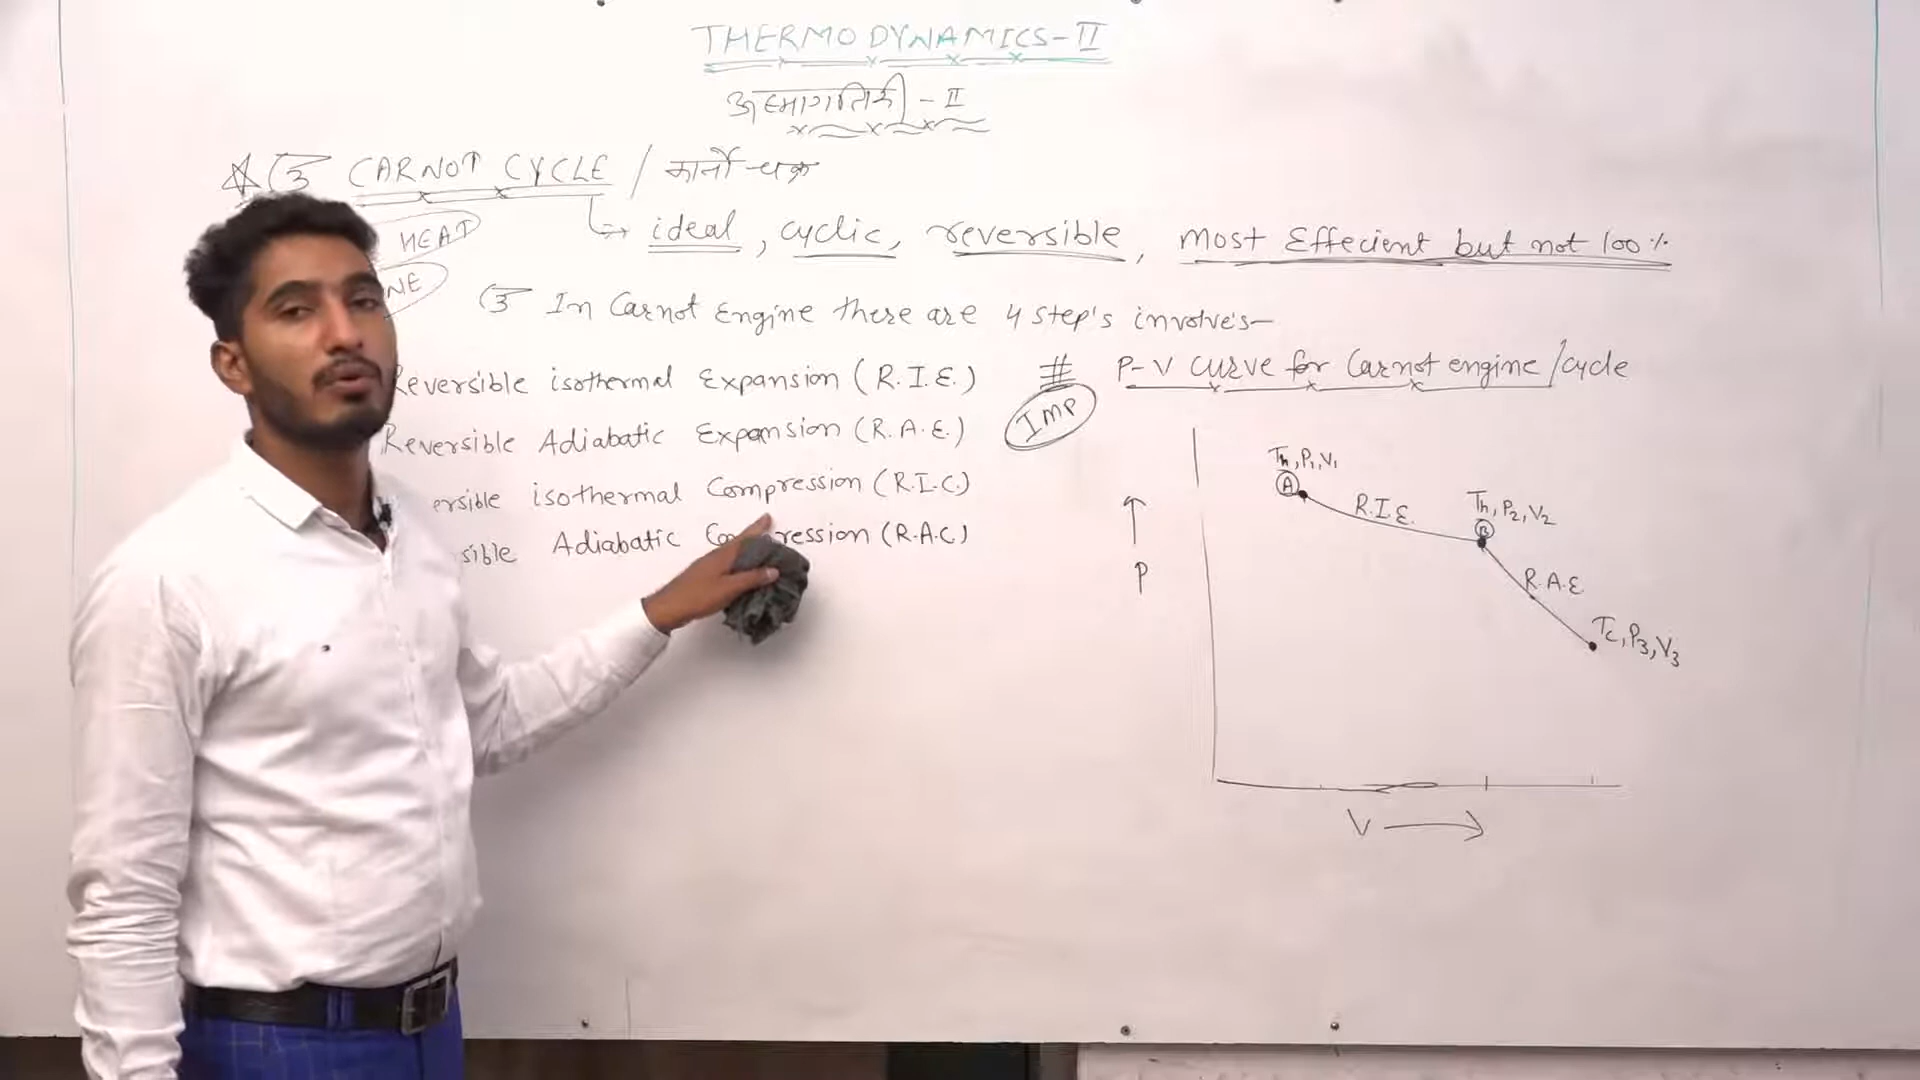 THERMODYNAMICS-II
ऊष्मागतिकी - II
CARNOT CYCLE / कार्नो-चक्र
HEAT
ideal, cyclic, reversible, Most Effecient but not 100%
In Carnot Engine there are 4 step's involve's-
Reversible isothermal Expansion (R.I.E.)
Reversible Adiabatic Expansion (R.A.E.)
isothermal Compression (R.I.C.)
Adiabatic (R.A.C)
# P-V curve for Carnot engine/cycle
IMP
Th, P1, V1
A
R.I.E.
Th, P2, V2
B
R.A.E.
Tc, P3, V3
P
V